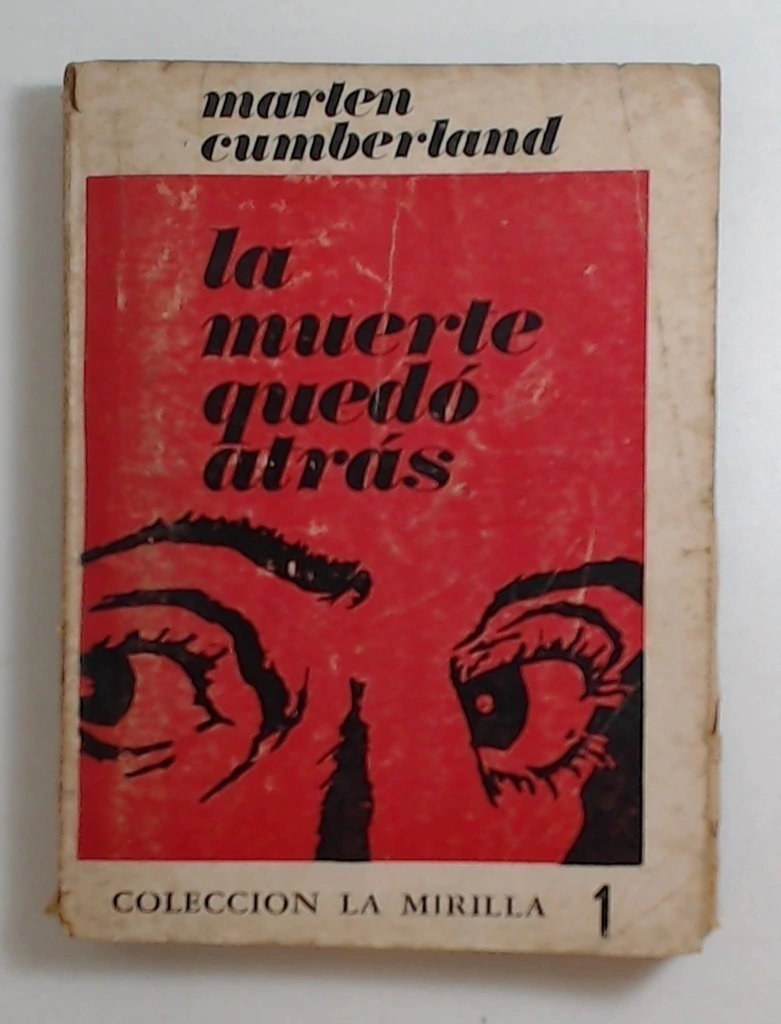 marten
cumberland
la
muerte
quedó
atrás
COLECCION LA MIRILLA 1